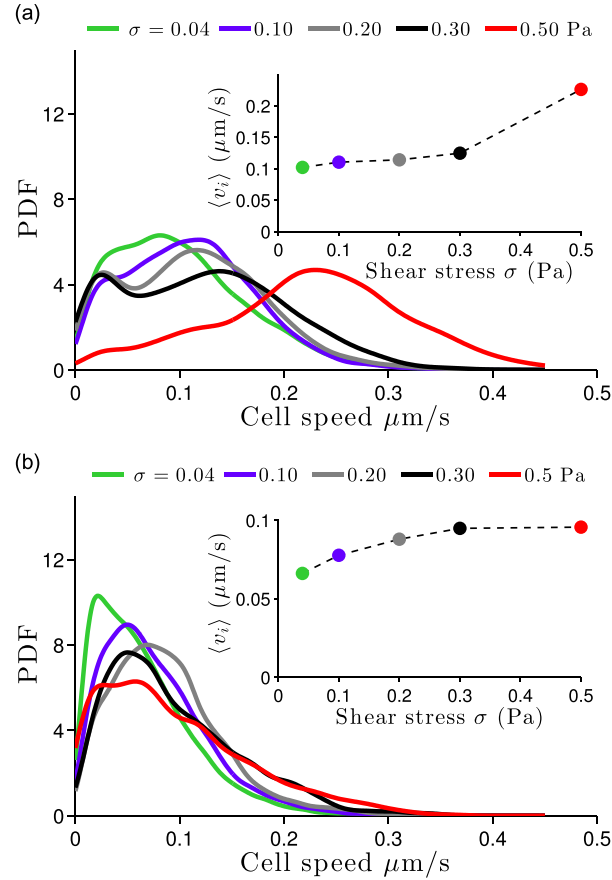 (a)
σ = 0.04 0.10 0.20 0.30 0.50 Pa
PDF
12
8
4
0
0 0.1 0.2 0.3 0.4 0.5
Cell speed μm/s
⟨v_i⟩ (μm/s)
0.2
0.15
0.1
0.05
0
0 0.1 0.2 0.3 0.4 0.5
Shear stress σ (Pa)
(b)
σ = 0.04 0.10 0.20 0.30 0.5 Pa
PDF
12
8
4
0
0 0.1 0.2 0.3 0.4 0.5
Cell speed μm/s
⟨v_i⟩ (μm/s)
0.1
0.05
0
0 0.1 0.2 0.3 0.4 0.5
Shear stress σ (Pa)